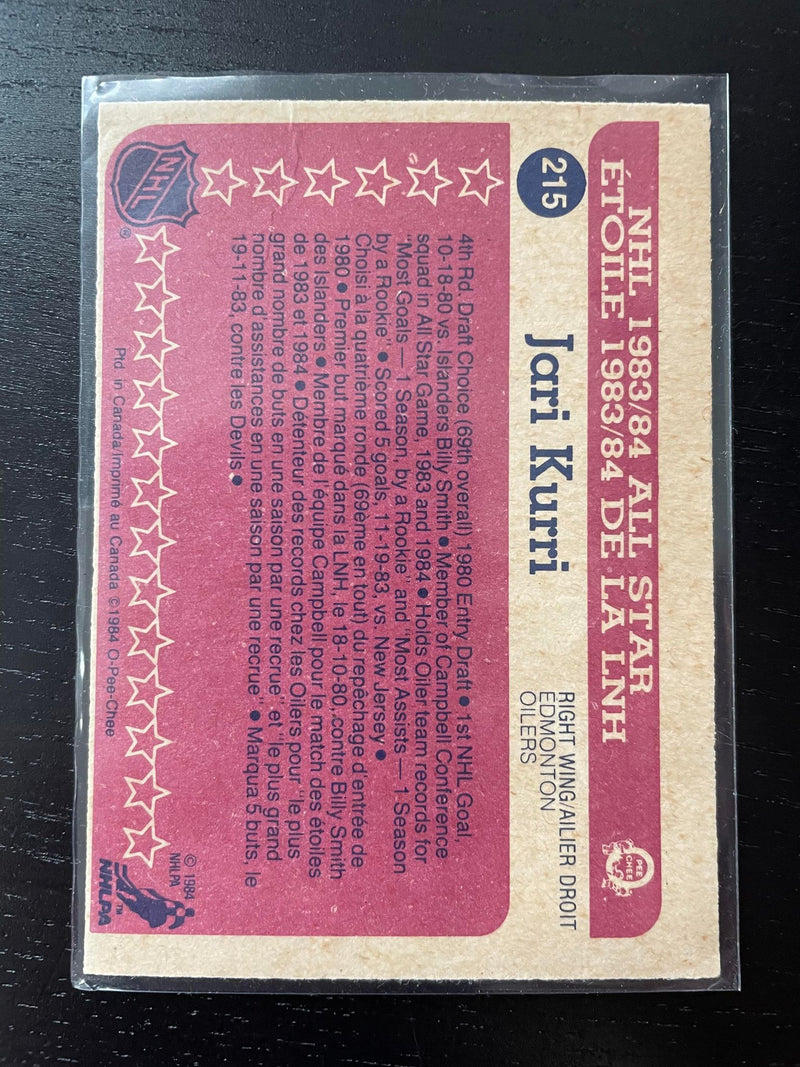 NHL 1983/84 ALL STAR
ÉTOILE 1983/84 DE LA LNH
O
PEE
CHEE
215
Jari Kurri
RIGHT WING/AILIER DROIT
EDMONTON
OILERS
4th Rd. Draft Choice (69th overall) 1980 Entry Draft ● 1st NHL Goal,
10-18-80 vs. Islanders Billy Smith ● Member of Campbell Conference
squad in All Star Game, 1983 and 1984 ● Holds Oiler team records for
"Most Goals — 1 Season, by a Rookie" and "Most Assists — 1 Season
by a Rookie" ● Scored 5 goals, 11-19-83, vs. New Jersey ●
Choisi à la quatrième ronde (69ème en tout) du repêchage d'entrée de
1980 ● Premier but marqué dans la LNH, le 18-10-80, contre Billy Smith
des Islanders ● Membre de l'équipe Campbell pour le match des étoiles
de 1983 et 1984 ● Détenteur des records chez les Oilers pour "le plus
grand nombre de buts en une saison par une recrue" et "le plus grand
nombre d'assistances en une saison par une recrue" ● Marqua 5 buts, le
19-11-83, contre les Devils ●
NHL
®
© 1984
NHLPA
NHLPA
™
Ptd. in Canada/Imprimé au Canada ©1984 O-Pee-Chee